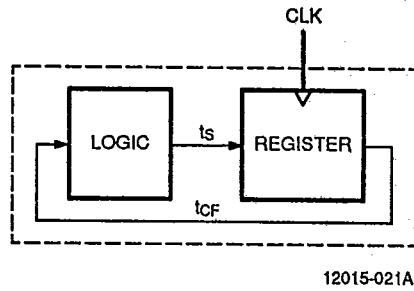 CLK
LOGIC
tS
REGISTER
tCF
12015-021A